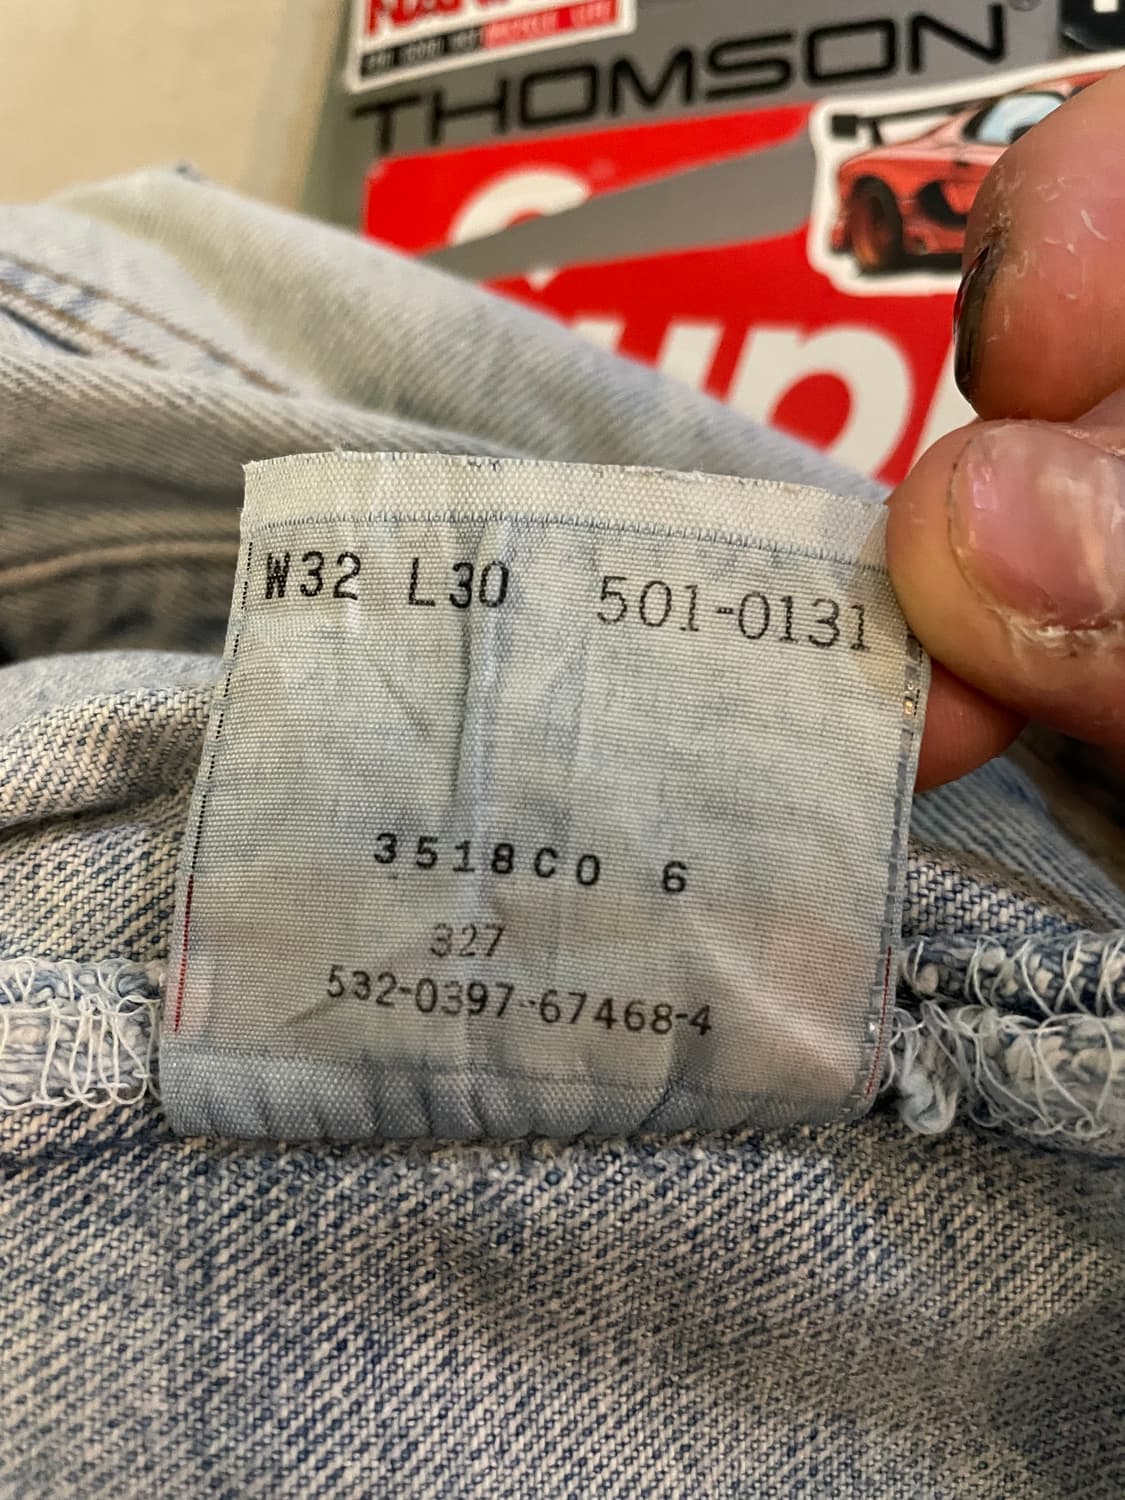 THOMSON
W32 L30 501-0131
3518C0 6
327
532-0397-67468-4